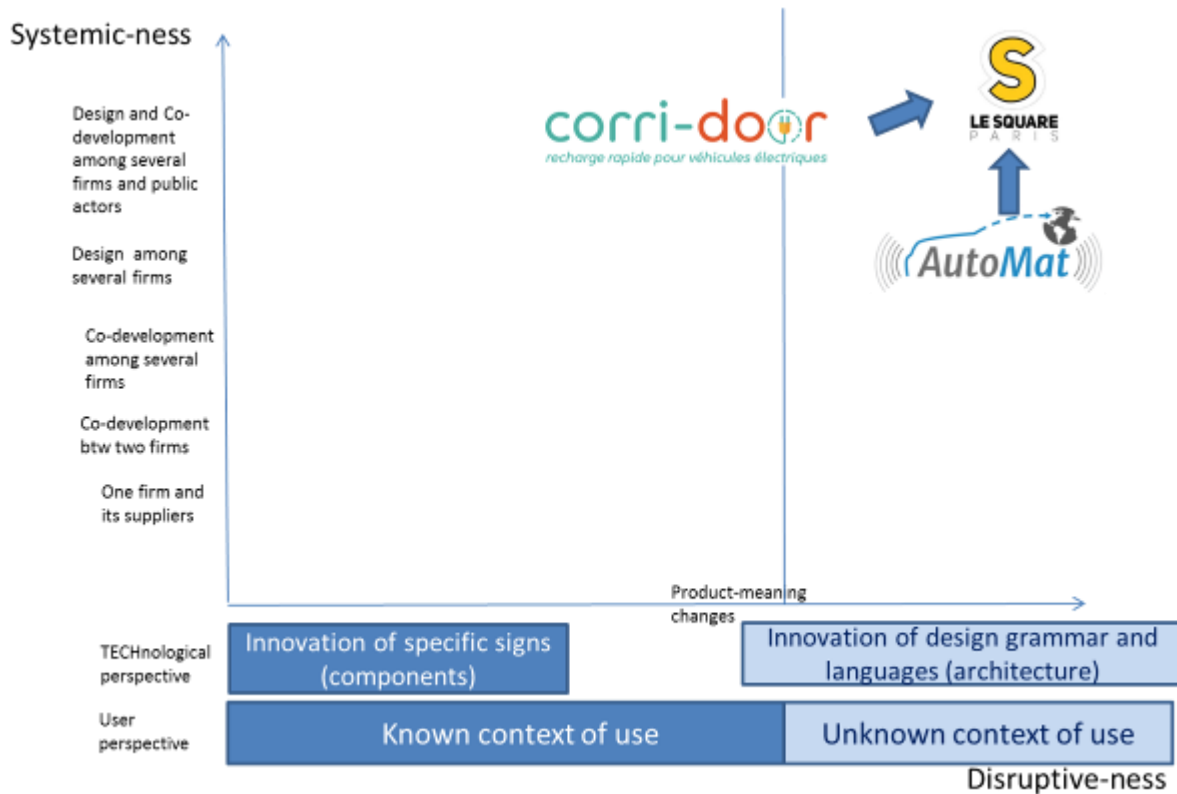 Systemic-ness
Design and Co-
development
among several
firms and public
actors
Design among
several firms
Co-development
among several
firms
Co-development
btw two firms
One firm and
its suppliers
corri-door
recharge rapide pour véhicules électriques
S
LE SQUARE
PARIS
AutoMat
Product-meaning
changes
TECHnological
perspective
Innovation of specific signs
(components)
Innovation of design grammar and
languages (architecture)
User
perspective
Known context of use
Unknown context of use
Disruptive-ness